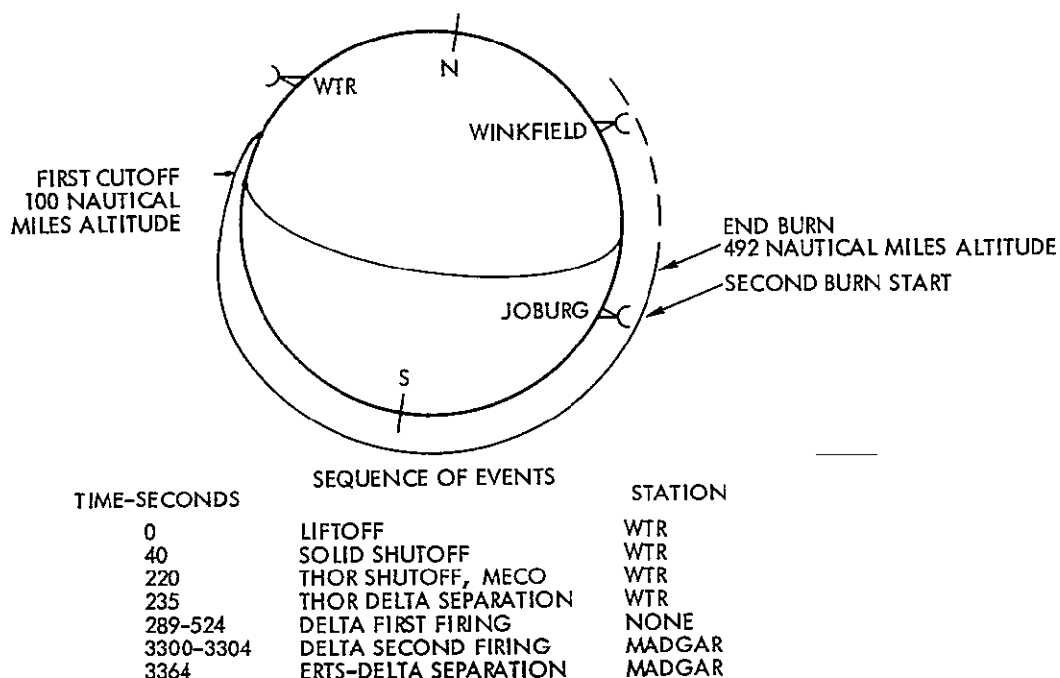 N
WTR
WINKFIELD
FIRST CUTOFF
100 NAUTICAL
MILES ALTITUDE
END BURN
492 NAUTICAL MILES ALTITUDE
SECOND BURN START
JOBURG
S
SEQUENCE OF EVENTS
TIME-SECONDS STATION
0 LIFTOFF WTR
40 SOLID SHUTOFF WTR
220 THOR SHUTOFF, MECO WTR
235 THOR DELTA SEPARATION WTR
289-524 DELTA FIRST FIRING NONE
3300-3304 DELTA SECOND FIRING MADGAR
3364 ERTS-DELTA SEPARATION MADGAR